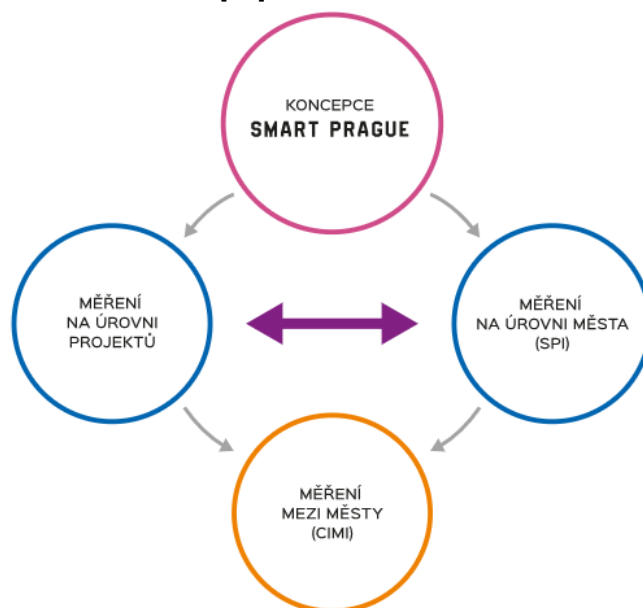 KONCEPCE
SMART PRAGUE
MĚŘENÍ
NA ÚROVNI
PROJEKTŮ
MĚŘENÍ
NA ÚROVNI MĚSTA
(SPI)
MĚŘENÍ
MEZI MĚSTY
(CIMI)